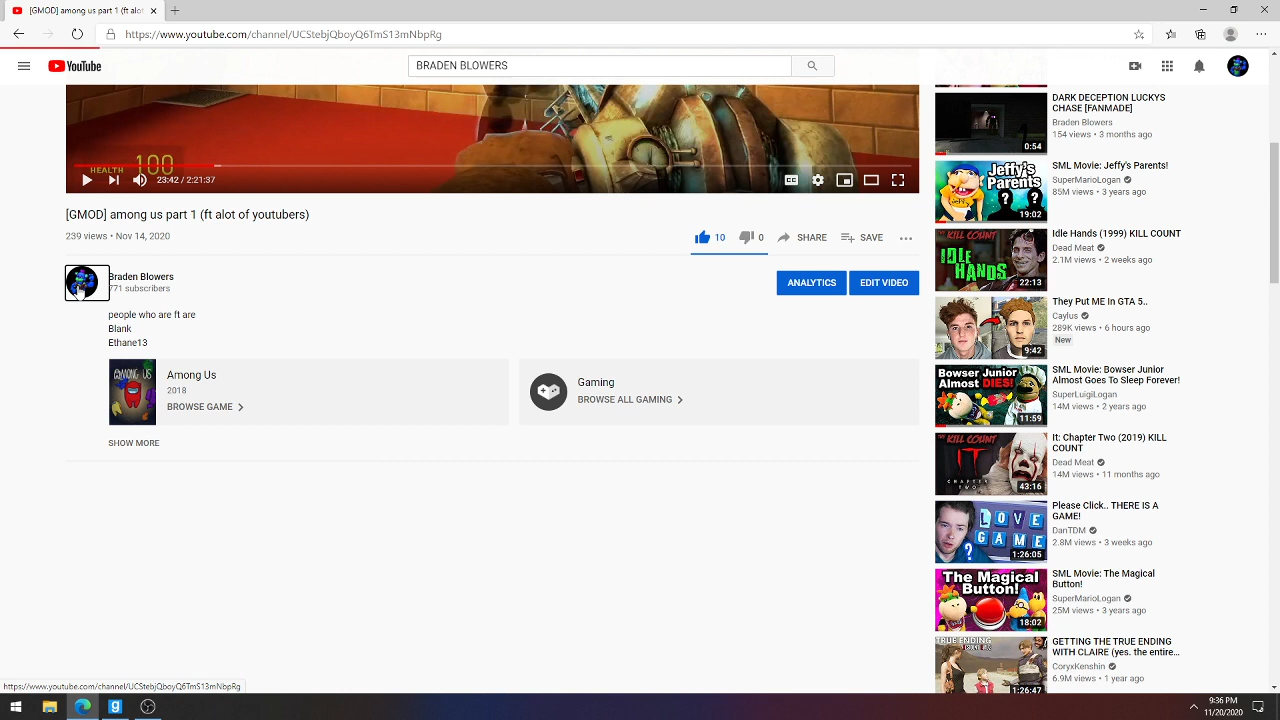 [GMOD] among us part 1 (ft alot
https://www.youtube.com/channel/UCStebjQboyQ6TmS13mNbpRg
YouTube
BRADEN BLOWERS
HEALTH 100
23:42 / 2:21:37
CC
[GMOD] among us part 1 (ft alot of youtubers)
239 views • Nov 14, 2020
10
0
SHARE
SAVE
Braden Blowers
771 subscribers
ANALYTICS
EDIT VIDEO
people who are ft are
Blank
Ethane13
AMONG US
Among Us
2018
BROWSE GAME
Gaming
BROWSE ALL GAMING
SHOW MORE
0:54
DARK DECEPTION LUCKYS
CHASE [FANMADE]
Braden Blowers
154 views • 3 months ago
Jeffy's
Parents
? ?
19:02
SML Movie: Jeffy's Parents!
SuperMarioLogan
85M views • 3 years ago
THE KILL COUNT
IDLE
HANDS
22:13
Idle Hands (1999) KILL COUNT
Dead Meat
2.1M views • 2 weeks ago
9:42
They Put ME In GTA 5..
Caylus
289K views • 6 hours ago
New
Bowser Junior
Almost DIES!
11:59
SML Movie: Bowser Junior
Almost Goes To Sleep Forever!
SuperLuigiLogan
14M views • 2 years ago
THE KILL COUNT
IT
CHAPTER
TWO
43:16
It: Chapter Two (2019) KILL
COUNT
Dead Meat
14M views • 11 months ago
LOVE
GAME
?
1:26:05
Please Click.. THERE IS A
GAME!
DanTDM
2.8M views • 3 weeks ago
The Magical
Button!
18:02
SML Movie: The Magical
Button!
SuperMarioLogan
25M views • 3 years ago
TRUE ENDING
1:26:47
GETTING THE TRUE ENDING
WITH CLAIRE (yes. the entire...
CoryxKenshin
6.9M views • 1 year ago
https://www.youtube.com/channel/UCStebjQboyQ6TmS13mNbpRg
9:36 PM
11/20/2020